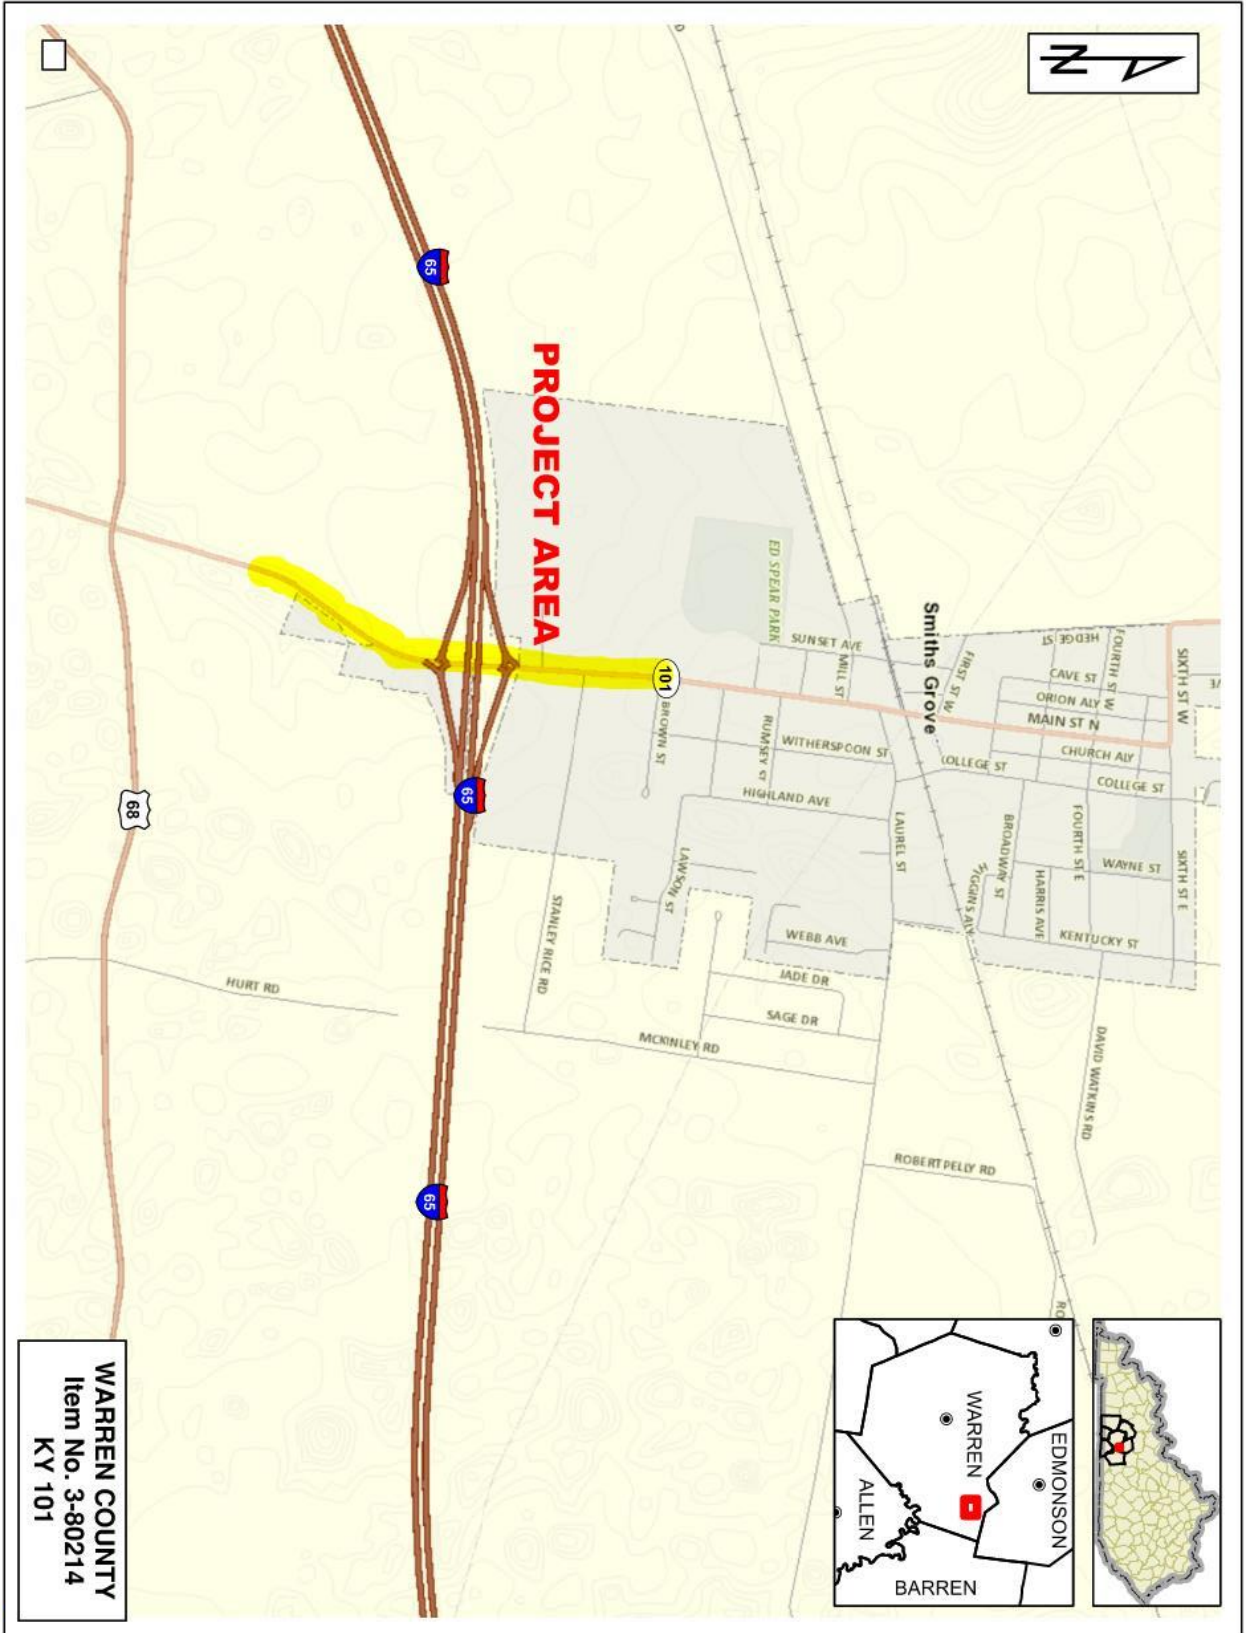 N
SIXTH ST W
FOURTH ST W
HEDGE ST
CAVE ST
ORION ALY
MAIN ST N
CHURCH ALY
COLLEGE ST
COLLEGE ST
FIRST ST W
Smiths Grove
SUNSET AVE
MILL ST
ED SPEAR PARK
101
BROWN ST
RUMSEY ST
WITHERSPOON ST
HIGHLAND AVE
LAUREL ST
BROADWAY ST
FOURTH ST E
WAYNE ST
SIXTH ST E
HARRIS AVE
HIGGINS ALY
KENTUCKY ST
LAWSON ST
WEBB AVE
JADE DR
SAGE DR
MCKINLEY RD
STANLEY RICE RD
HURT RD
DAVID WATKINS RD
ROBERT PELLY RD
RO
PROJECT AREA
65
65
65
68
EDMONSON
WARREN
ALLEN
BARREN
WARREN COUNTY
Item No. 3-80214
KY 101